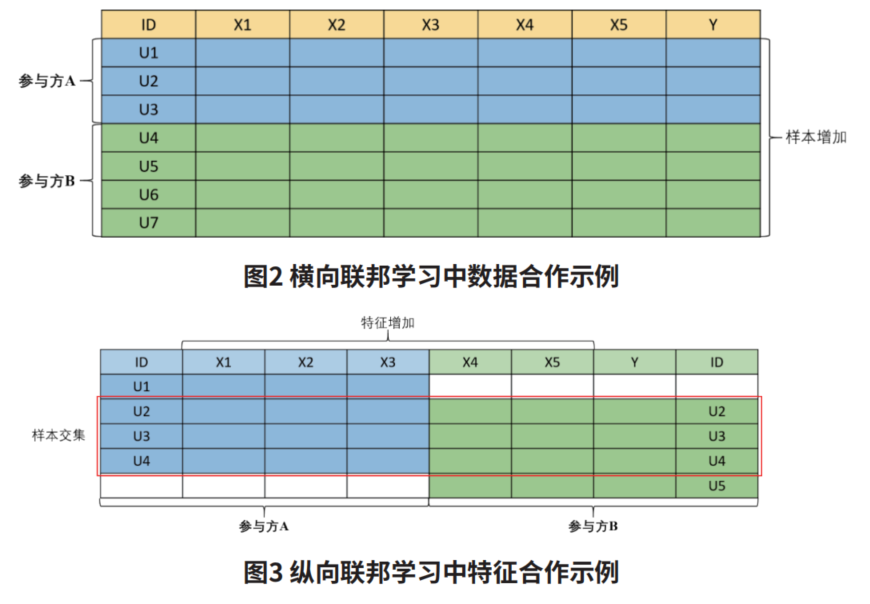 ID X1 X2 X3 X4 X5 Y
U1
参与方A U2
U3
U4 样本增加
U5
参与方B U6
U7
图2 横向联邦学习中数据合作示例
特征增加
ID X1 X2 X3 X4 X5 Y ID
U1
U2 U2
样本交集 U3 U3
U4 U4
U5
参与方A 参与方B
图3 纵向联邦学习中特征合作示例